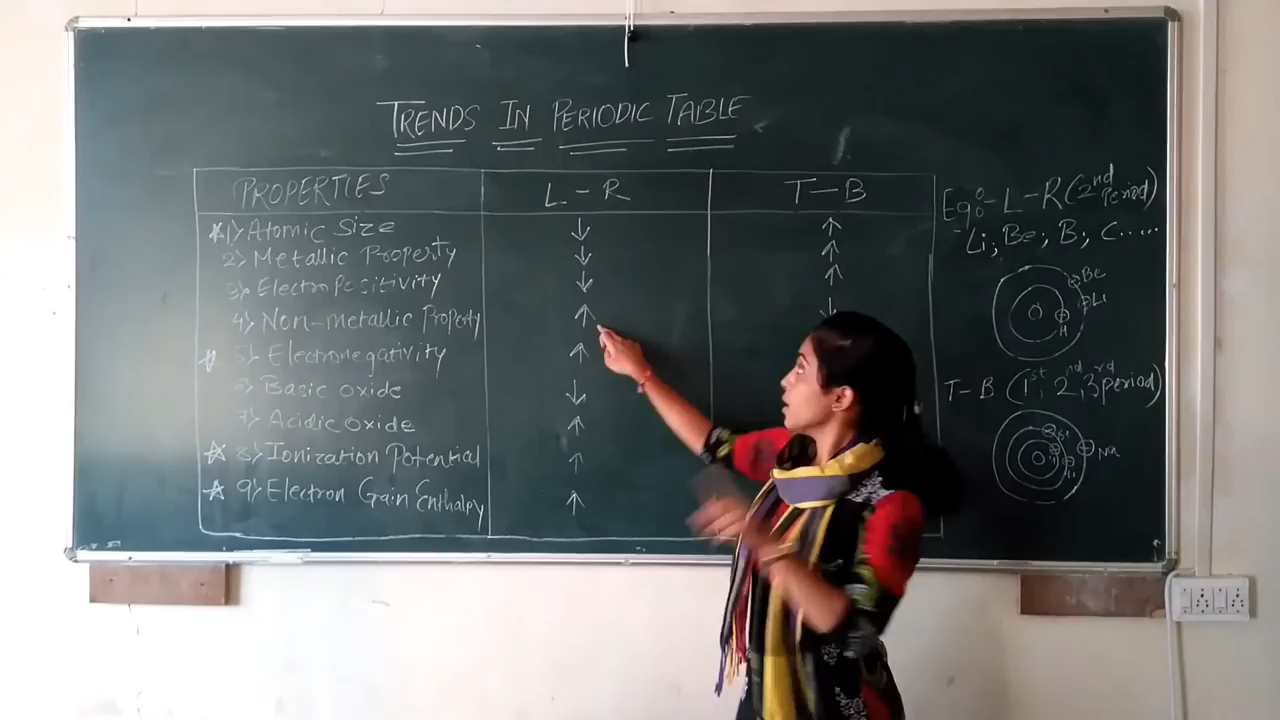 TRENDS IN PERIODIC TABLE
PROPERTIES L-R T-B
1) Atomic Size ↓ ↑
2) Metallic Property ↓ ↑
3) Electropositivity ↓ ↑
4) Non-metallic Property ↑ ↓
5) Electronegativity ↑
6) Basic oxide ↓
7) Acidic oxide ↑
8) Ionization Potential ↑
9) Electron Gain Enthalpy ↑
Eg:- L-R (2nd Period)
Li, Be, B, C.....
Be
Li
H
T-B (1st, 2nd, 3rd period)
Na
Li